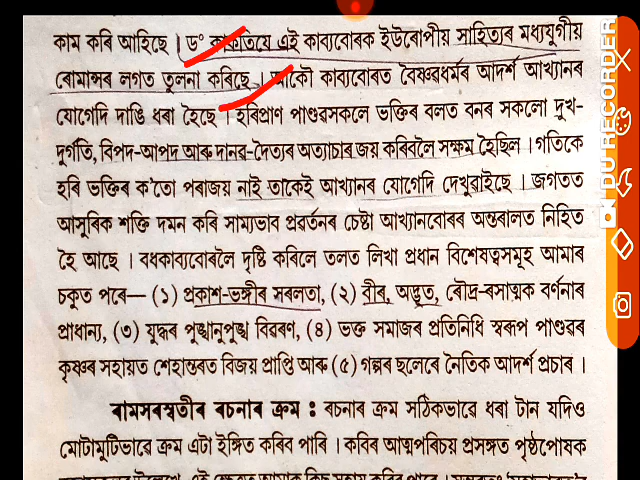 কাম কৰি আহিছে । ড° কাকতিয়ে এই কাব্যবোৰক ইউৰোপীয় সাহিত্যৰ মধ্যযুগীয়
ৰোমান্সৰ লগত তুলনা কৰিছে । আকৌ কাব্যবোৰত বৈষ্ণৱধৰ্মৰ আদৰ্শ আখ্যানৰ
যোগেদি দাঙি ধৰা হৈছে । হৰিপ্ৰাণ পাণ্ডৱসকলে ভক্তিৰ বলত বনৰ সকলো দুখ-
দুৰ্গতি, বিপদ-আপদ আৰু দানৱ-দৈত্যৰ অত্যাচাৰ জয় কৰিবলৈ সক্ষম হৈছিল । গতিকে
হৰি ভক্তিৰ ক'তো পৰাজয় নাই তাকেই আখ্যানৰ যোগেদি দেখুৱাইছে । জগতত
আসুৰিক শক্তি দমন কৰি সাম্যভাব প্ৰৱৰ্তনৰ চেষ্টা আখ্যানবোৰৰ অন্তৰালত নিহিত
হৈ আছে । বধকাব্যবোৰলৈ দৃষ্টি কৰিলে তলত লিখা প্ৰধান বিশেষত্বসমূহ আমাৰ
চকুত পৰে— (১) প্ৰকাশ-ভঙ্গীৰ সৰলতা, (২) বীৰ, অদ্ভুত, ৰৌদ্ৰ-ৰসাত্মক বৰ্ণনাৰ
প্ৰাধান্য, (৩) যুদ্ধৰ পুঙ্খানুপুঙ্খ বিৱৰণ, (৪) ভক্ত সমাজৰ প্ৰতিনিধি স্বৰূপ পাণ্ডৱৰ
কৃষ্ণৰ সহায়ত শেহান্তৰত বিজয় প্ৰাপ্তি আৰু (৫) গল্পৰ ছলেৰে নৈতিক আদৰ্শ প্ৰচাৰ ।
ৰামসৰস্বতীৰ ৰচনাৰ ক্ৰম : ৰচনাৰ ক্ৰম সঠিকভাৱে ধৰা টান যদিও
মোটামুটিভাৱে ক্ৰম এটা ইঙ্গিত কৰিব পাৰি । কবিৰ আত্মপৰিচয় প্ৰসঙ্গত পৃষ্ঠপোষক
DU RECORDER